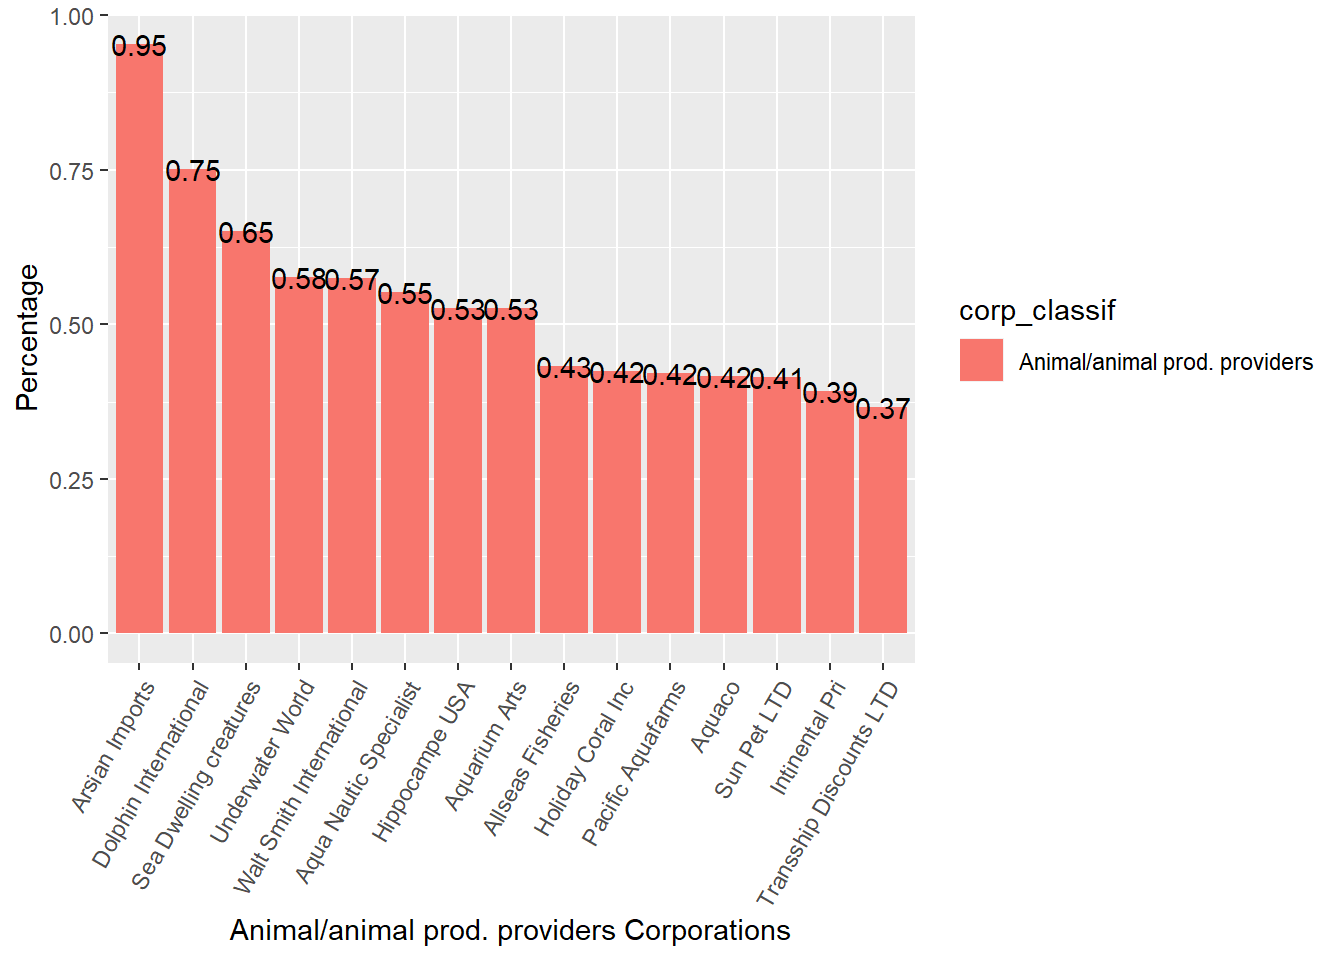 1.00
0.75
0.50
0.25
0.00
Percentage
0.95
0.75
0.65
0.58
0.57
0.55
0.53
0.53
0.43
0.42
0.42
0.42
0.41
0.39
0.37
Arsian Imports
Dolphin International
Sea Dwelling creatures
Underwater World
Walt Smith International
Aqua Nautic Specialist
Hippocampe USA
Aquarium Arts
Allseas Fisheries
Holiday Coral Inc
Pacific Aquafarms
Aquaco
Sun Pet LTD
Intinental Pri
Transship Discounts LTD
Animal/animal prod. providers Corporations
corp_classif
Animal/animal prod. providers